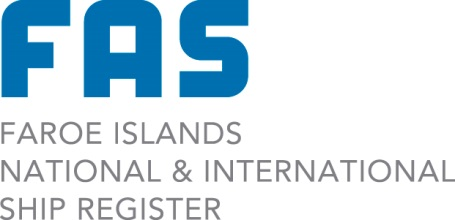 FAS
FAROE ISLANDS
NATIONAL & INTERNATIONAL
SHIP REGISTER